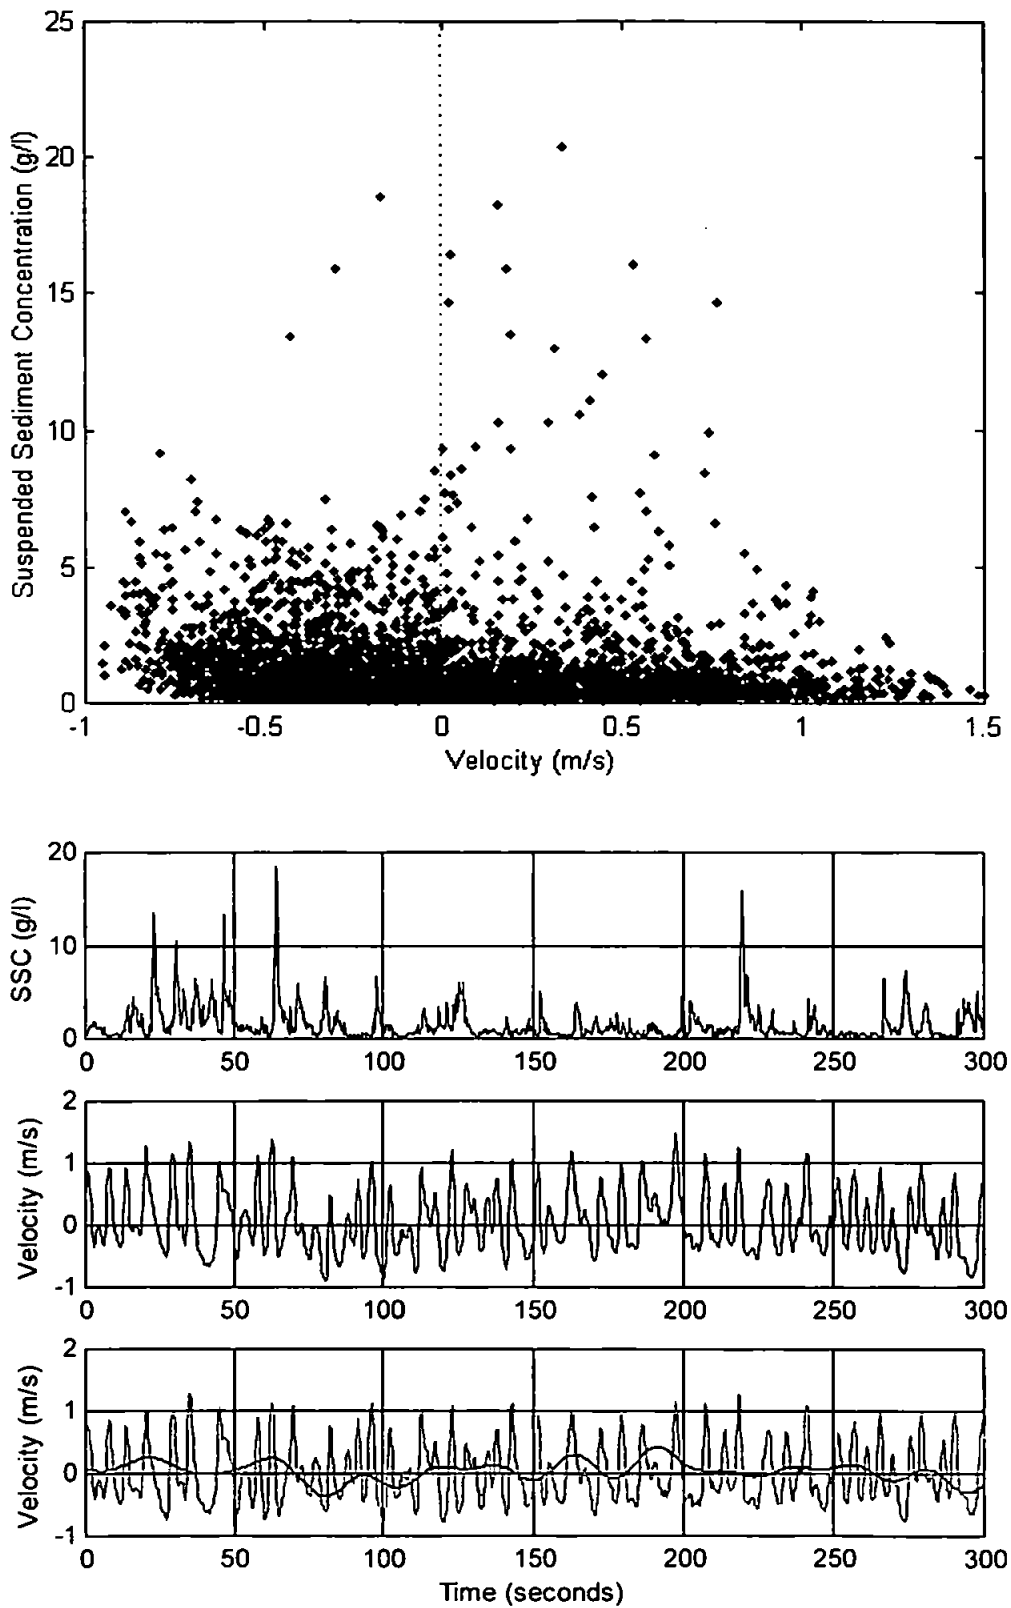 25
20
15
10
5
0
Suspended Sediment Concentration (g/l)
-1 -0.5 0 0.5 1 1.5
Velocity (m/s)
20
10
0
SSC (g/l)
0 50 100 150 200 250 300
2
1
0
-1
Velocity (m/s)
0 50 100 150 200 250 300
2
1
0
-1
Velocity (m/s)
0 50 100 150 200 250 300
Time (seconds)